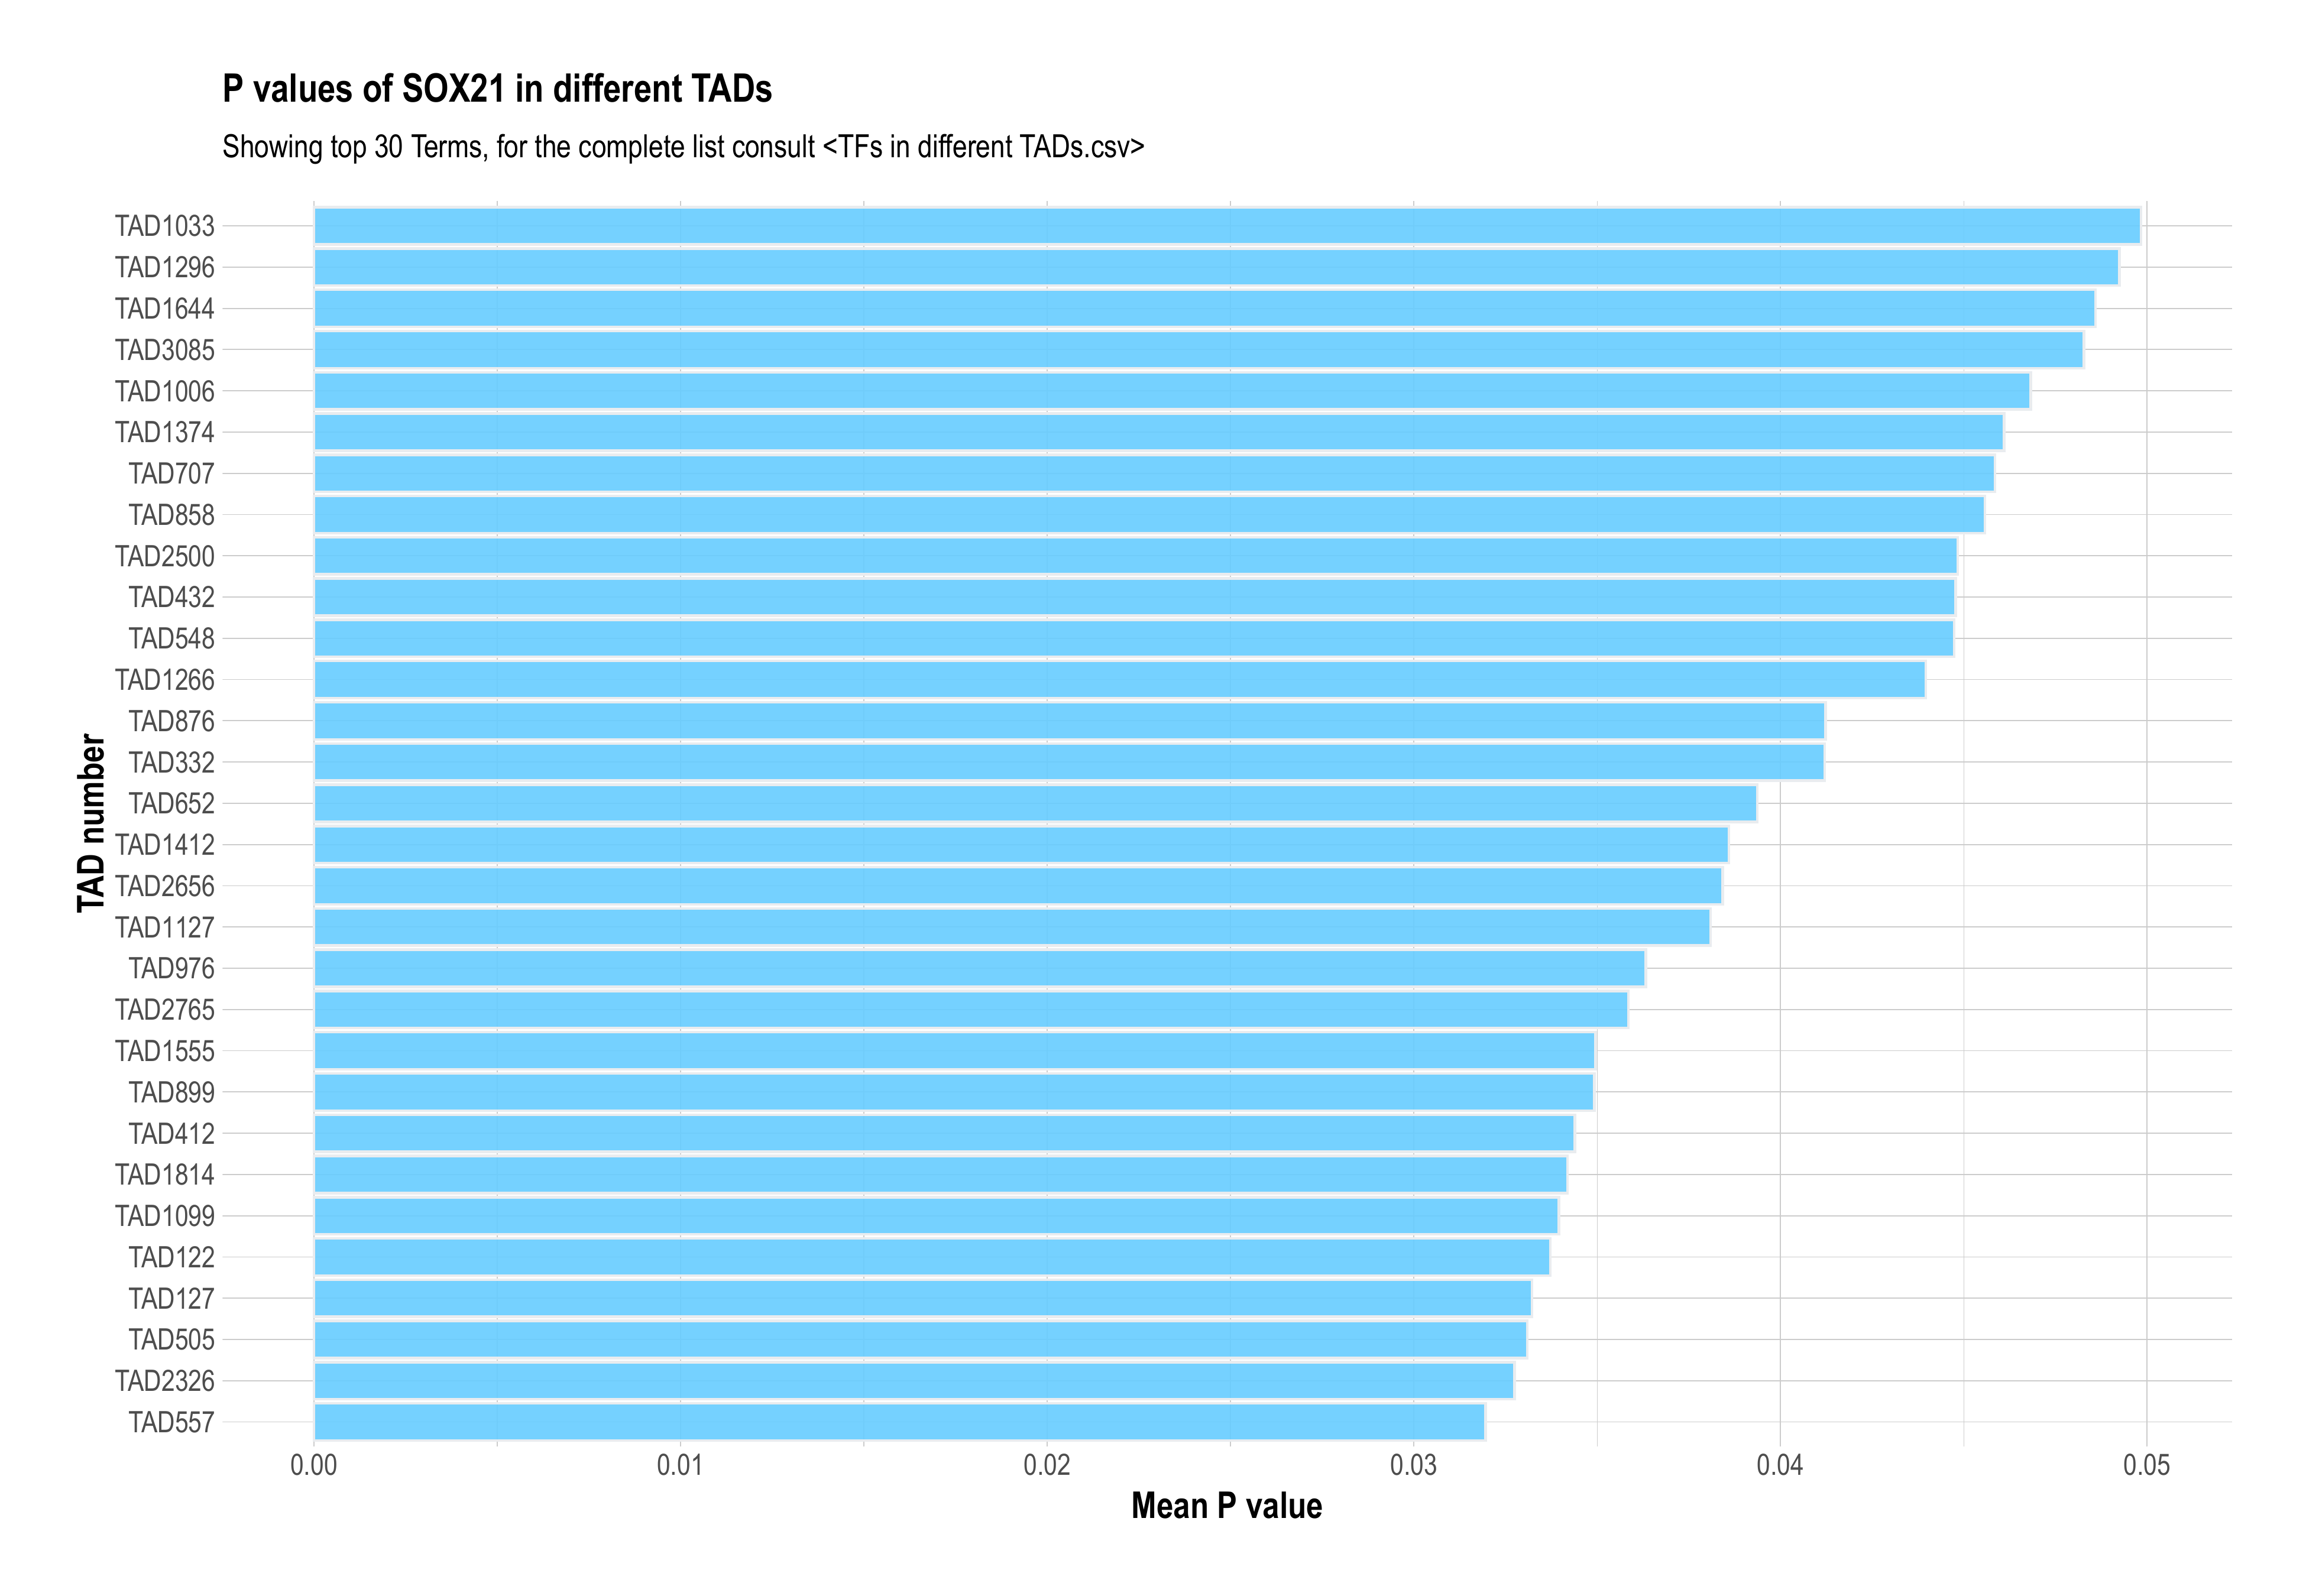 P values of SOX21 in different TADs
Showing top 30 Terms, for the complete list consult <TFs in different TADs.csv>
TAD number
TAD1033
TAD1296
TAD1644
TAD3085
TAD1006
TAD1374
TAD707
TAD858
TAD2500
TAD432
TAD548
TAD1266
TAD876
TAD332
TAD652
TAD1412
TAD2656
TAD1127
TAD976
TAD2765
TAD1555
TAD899
TAD412
TAD1814
TAD1099
TAD122
TAD127
TAD505
TAD2326
TAD557
0.00 0.01 0.02 0.03 0.04 0.05
Mean P value